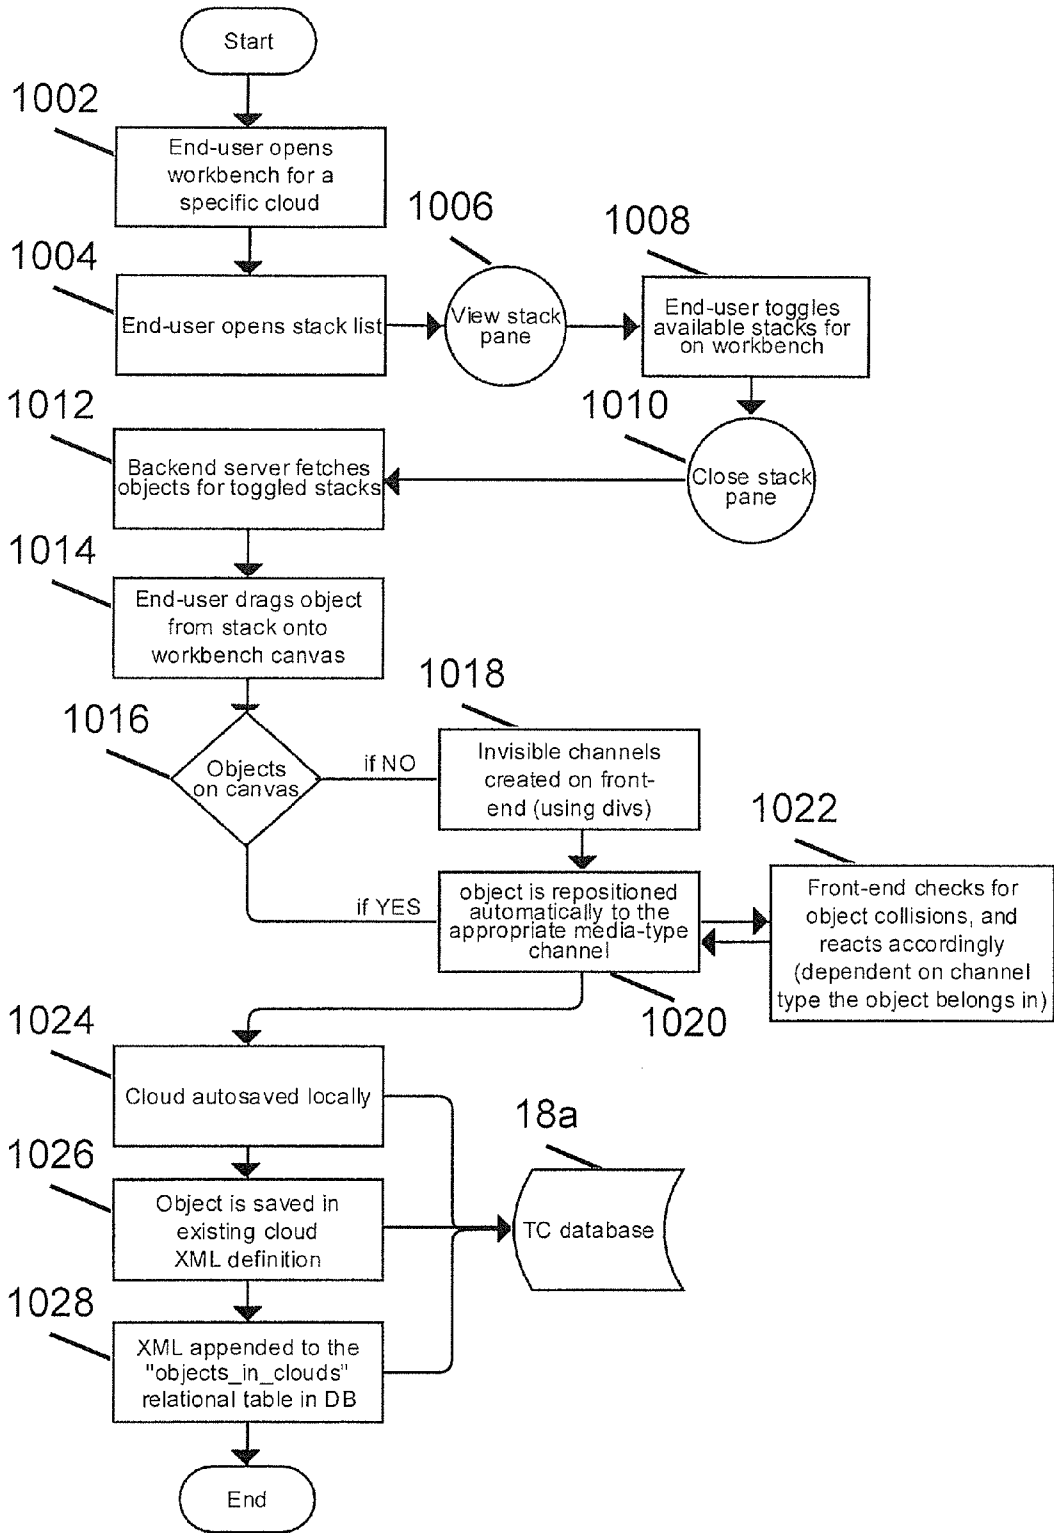 Start
1002
End-user opens
workbench for a
specific cloud
1004
End-user opens stack list
1006
View stack
pane
1008
End-user toggles
available stacks for
on workbench
1010
Close stack
pane
1012
Backend server fetches
objects for toggled stacks
1014
End-user drags object
from stack onto
workbench canvas
1016
Objects
on canvas
if NO
1018
Invisible channels
created on front-
end (using divs)
if YES
object is repositioned
automatically to the
appropriate media-type
channel
1020
1022
Front-end checks for
object collisions, and
reacts accordingly
(dependent on channel
type the object belongs in)
1024
Cloud autosaved locally
18a
TC database
1026
Object is saved in
existing cloud
XML definition
1028
XML appended to the
"objects_in_clouds"
relational table in DB
End